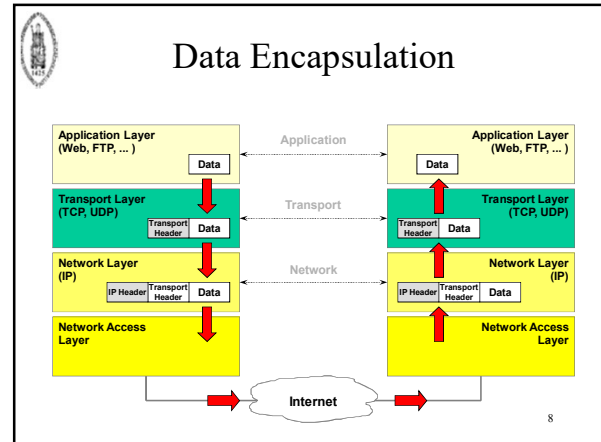 1425
Data Encapsulation
Application Layer
(Web, FTP, ... )
Data
Application
Application Layer
(Web, FTP, ... )
Data
Transport Layer
(TCP, UDP)
Transport
Header
Data
Transport
Transport Layer
(TCP, UDP)
Transport
Header
Data
Network Layer
(IP)
IP Header
Transport
Header
Data
Network
Network Layer
(IP)
IP Header
Transport
Header
Data
Network Access
Layer
Network Access
Layer
Internet
8